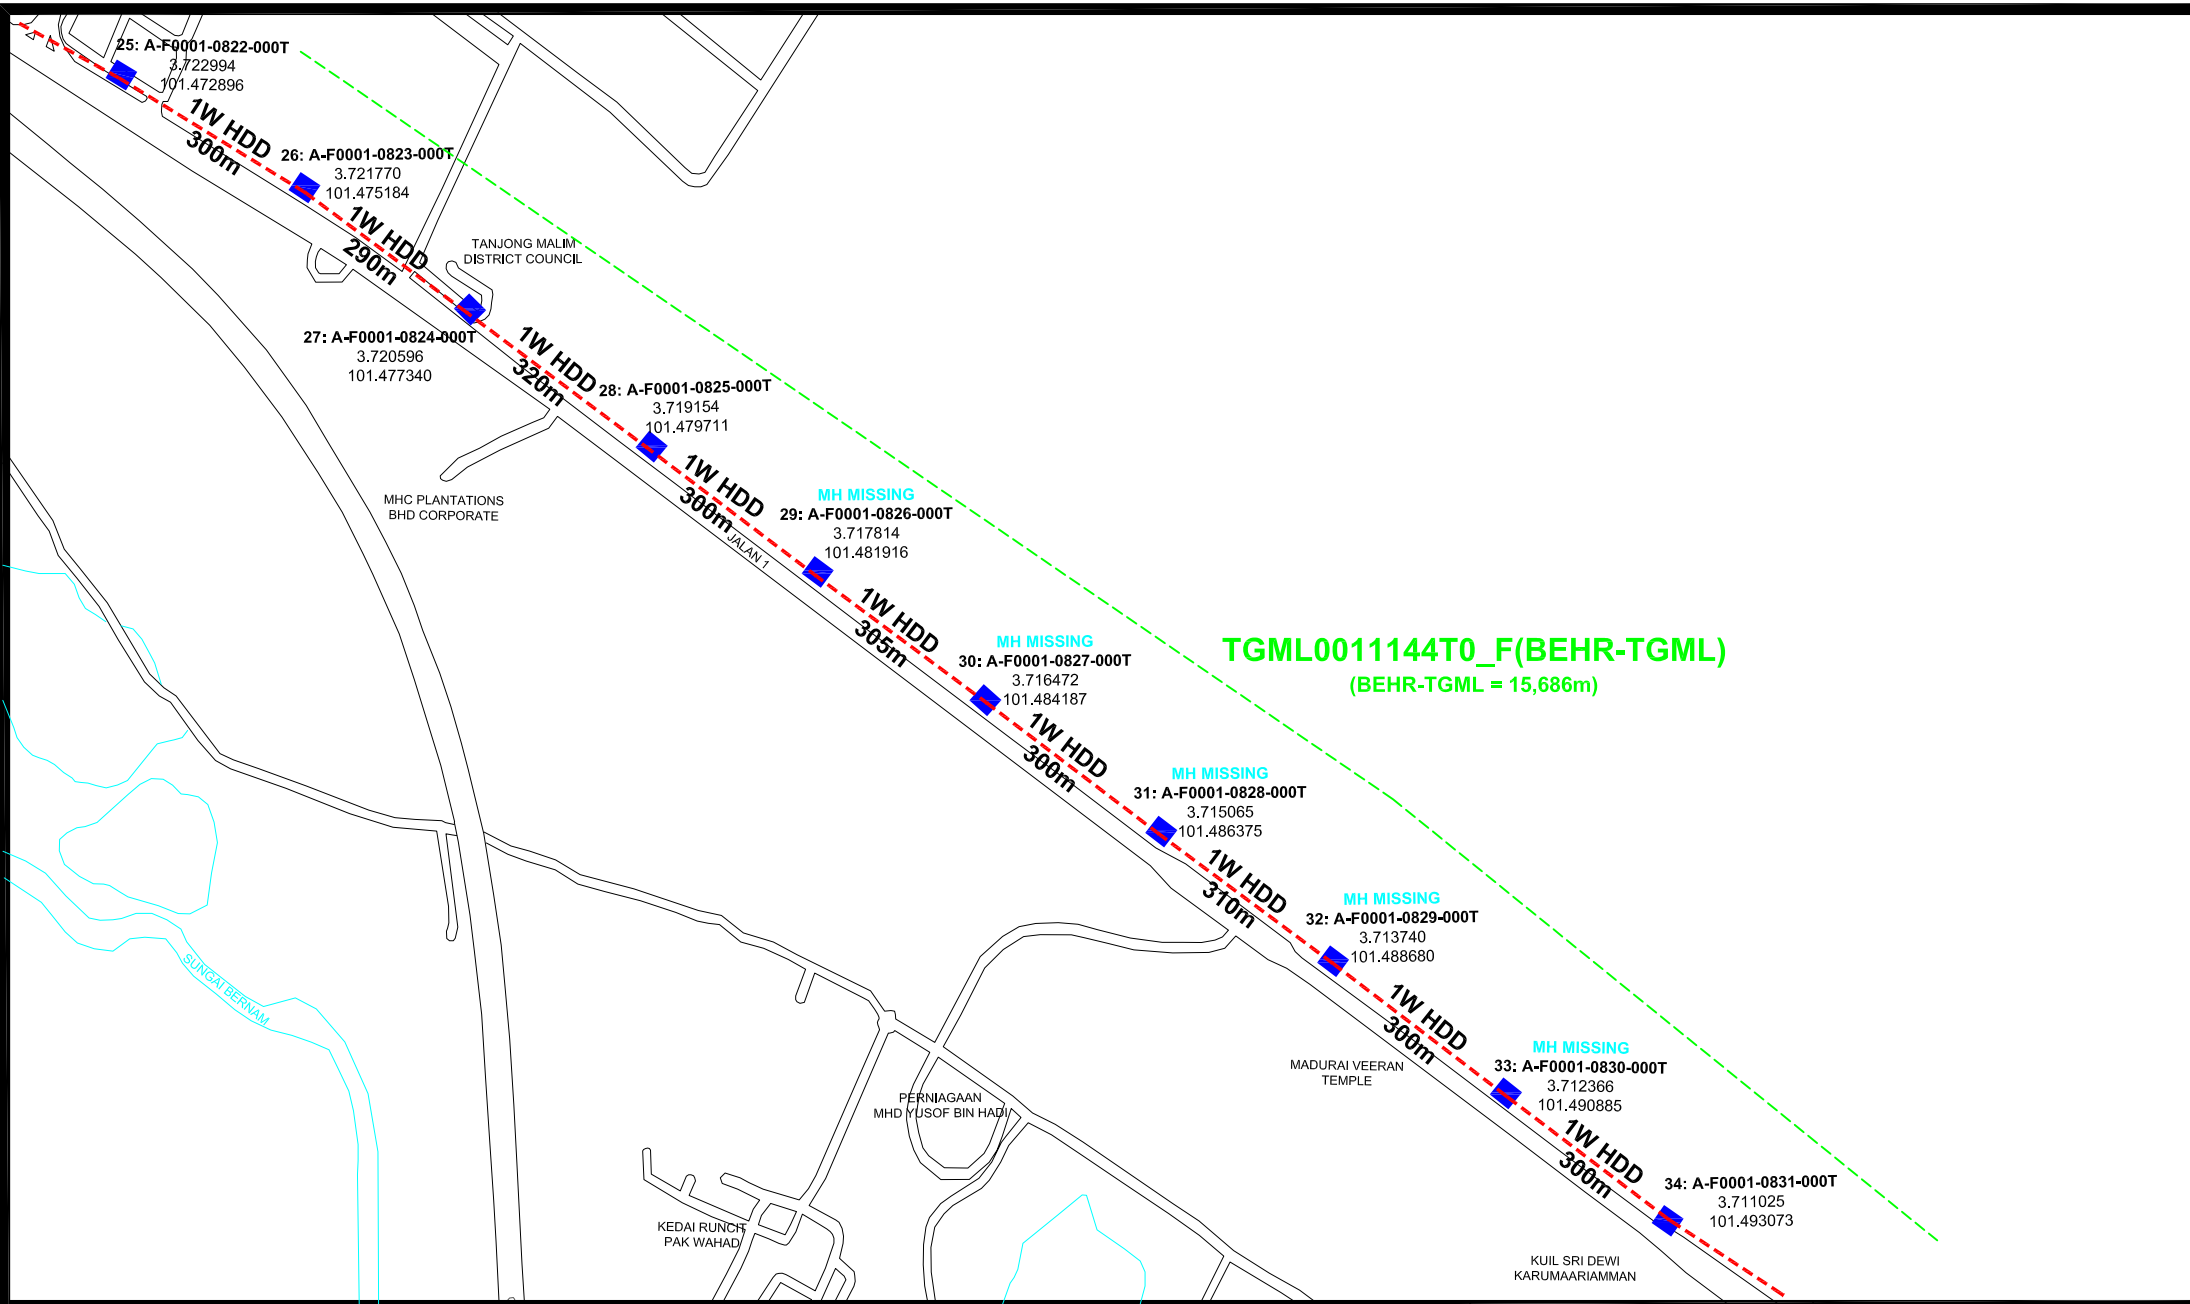 25: A-F0001-0822-000T
3.722994
101.472896
1W HDD
300m
26: A-F0001-0823-000T
3.721770
101.475184
1W HDD
290m
TANJONG MALIM
DISTRICT COUNCIL
27: A-F0001-0824-000T
3.720596
101.477340
1W HDD
320m
28: A-F0001-0825-000T
3.719154
101.479711
MHC PLANTATIONS
BHD CORPORATE
1W HDD
300m
JALAN 1
MH MISSING
29: A-F0001-0826-000T
3.717814
101.481916
1W HDD
305m
MH MISSING
30: A-F0001-0827-000T
3.716472
101.484187
TGML0011144T0_F(BEHR-TGML)
(BEHR-TGML = 15,686m)
1W HDD
300m
MH MISSING
31: A-F0001-0828-000T
3.715065
101.486375
1W HDD
310m
MH MISSING
32: A-F0001-0829-000T
3.713740
101.488680
SUNGAI BERNAM
1W HDD
300m
MH MISSING
33: A-F0001-0830-000T
3.712366
101.490885
MADURAI VEERAN
TEMPLE
PERNIAGAAN
MHD YUSOF BIN HADI
1W HDD
300m
34: A-F0001-0831-000T
3.711025
101.493073
KEDAI RUNCIT
PAK WAHAD
KUIL SRI DEWI
KARUMAARIAMMAN